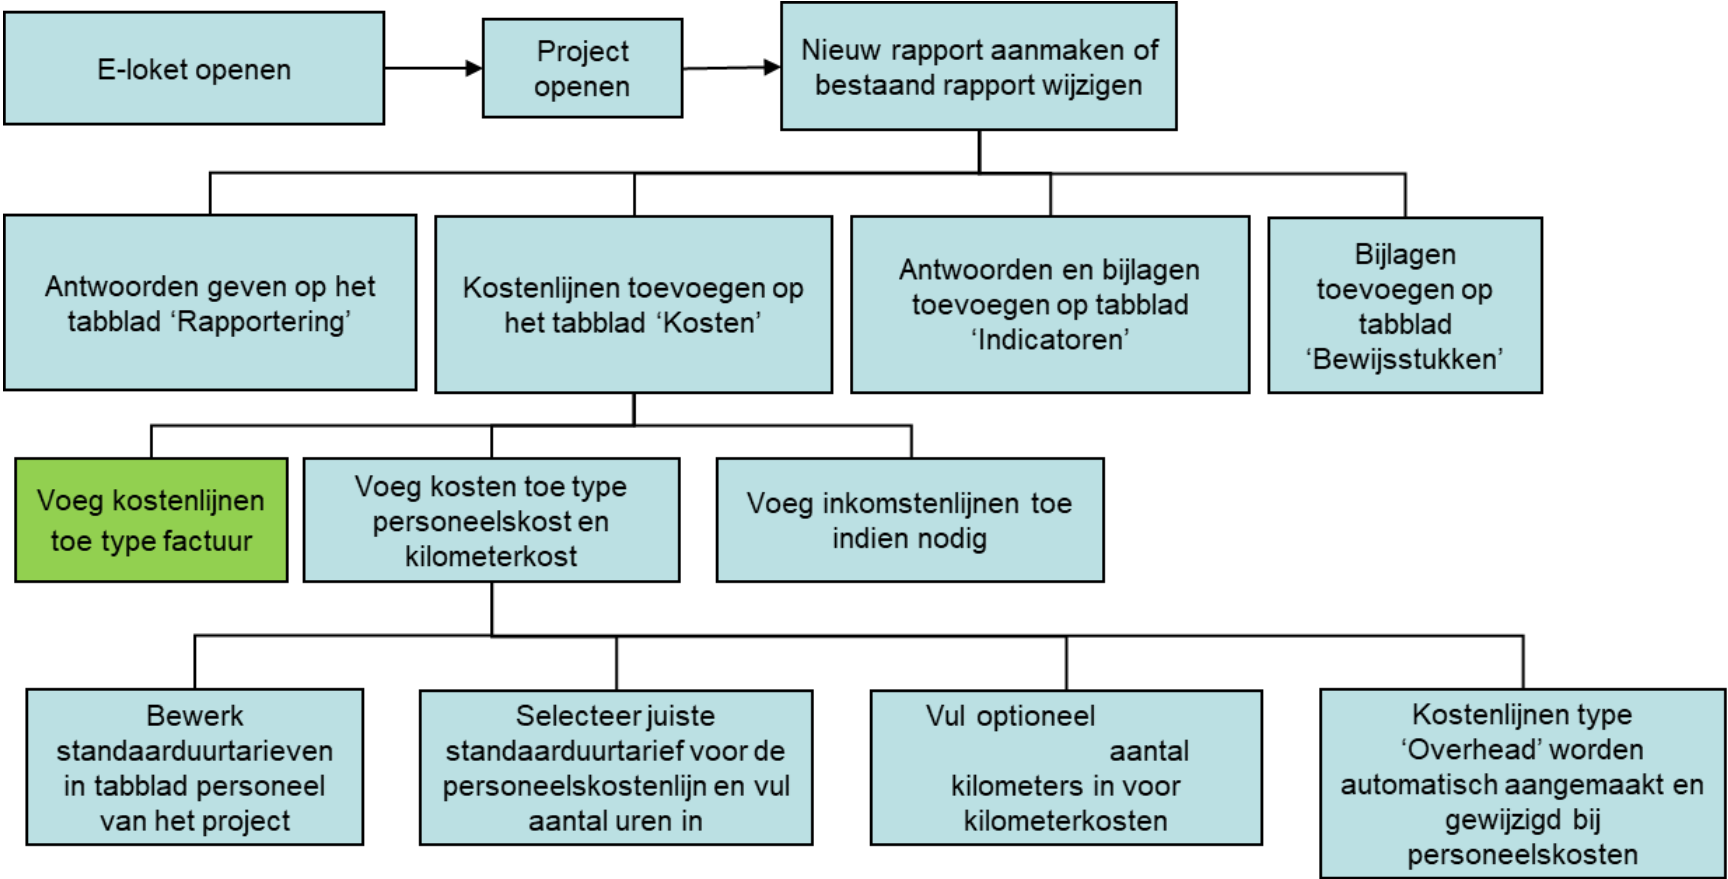 E-loket openen
Project
openen
Nieuw rapport aanmaken of
bestaand rapport wijzigen
Antwoorden geven op het
tabblad ‘Rapportering’
Kostenlijnen toevoegen op
het tabblad ‘Kosten’
Antwoorden en bijlagen
toevoegen op tabblad
‘Indicatoren’
Bijlagen
toevoegen op
tabblad
‘Bewijsstukken’
Voeg kostenlijnen
toe type factuur
Voeg kosten toe type
personeelskost en
kilometerkost
Voeg inkomstenlijnen toe
indien nodig
Bewerk
standaarduurtarieven
in tabblad personeel
van het project
Selecteer juiste
standaarduurtarief voor de
personeelskostenlijn en vul
aantal uren in
Vul optioneel
aantal
kilometers in voor
kilometerkosten
Kostenlijnen type
‘Overhead’ worden
automatisch aangemaakt en
gewijzigd bij
personeelskosten